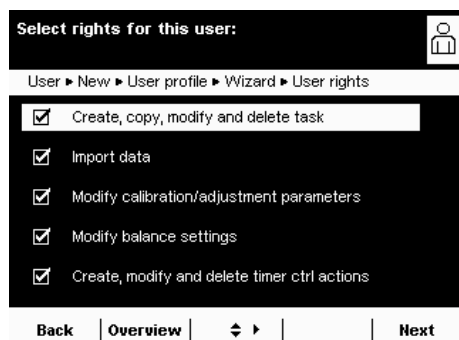 Select rights for this user:
User ▸ New ▸ User profile ▸ Wizard ▸ User rights
Create, copy, modify and delete task
Import data
Modify calibration/adjustment parameters
Modify balance settings
Create, modify and delete timer ctrl actions
Back Overview Next